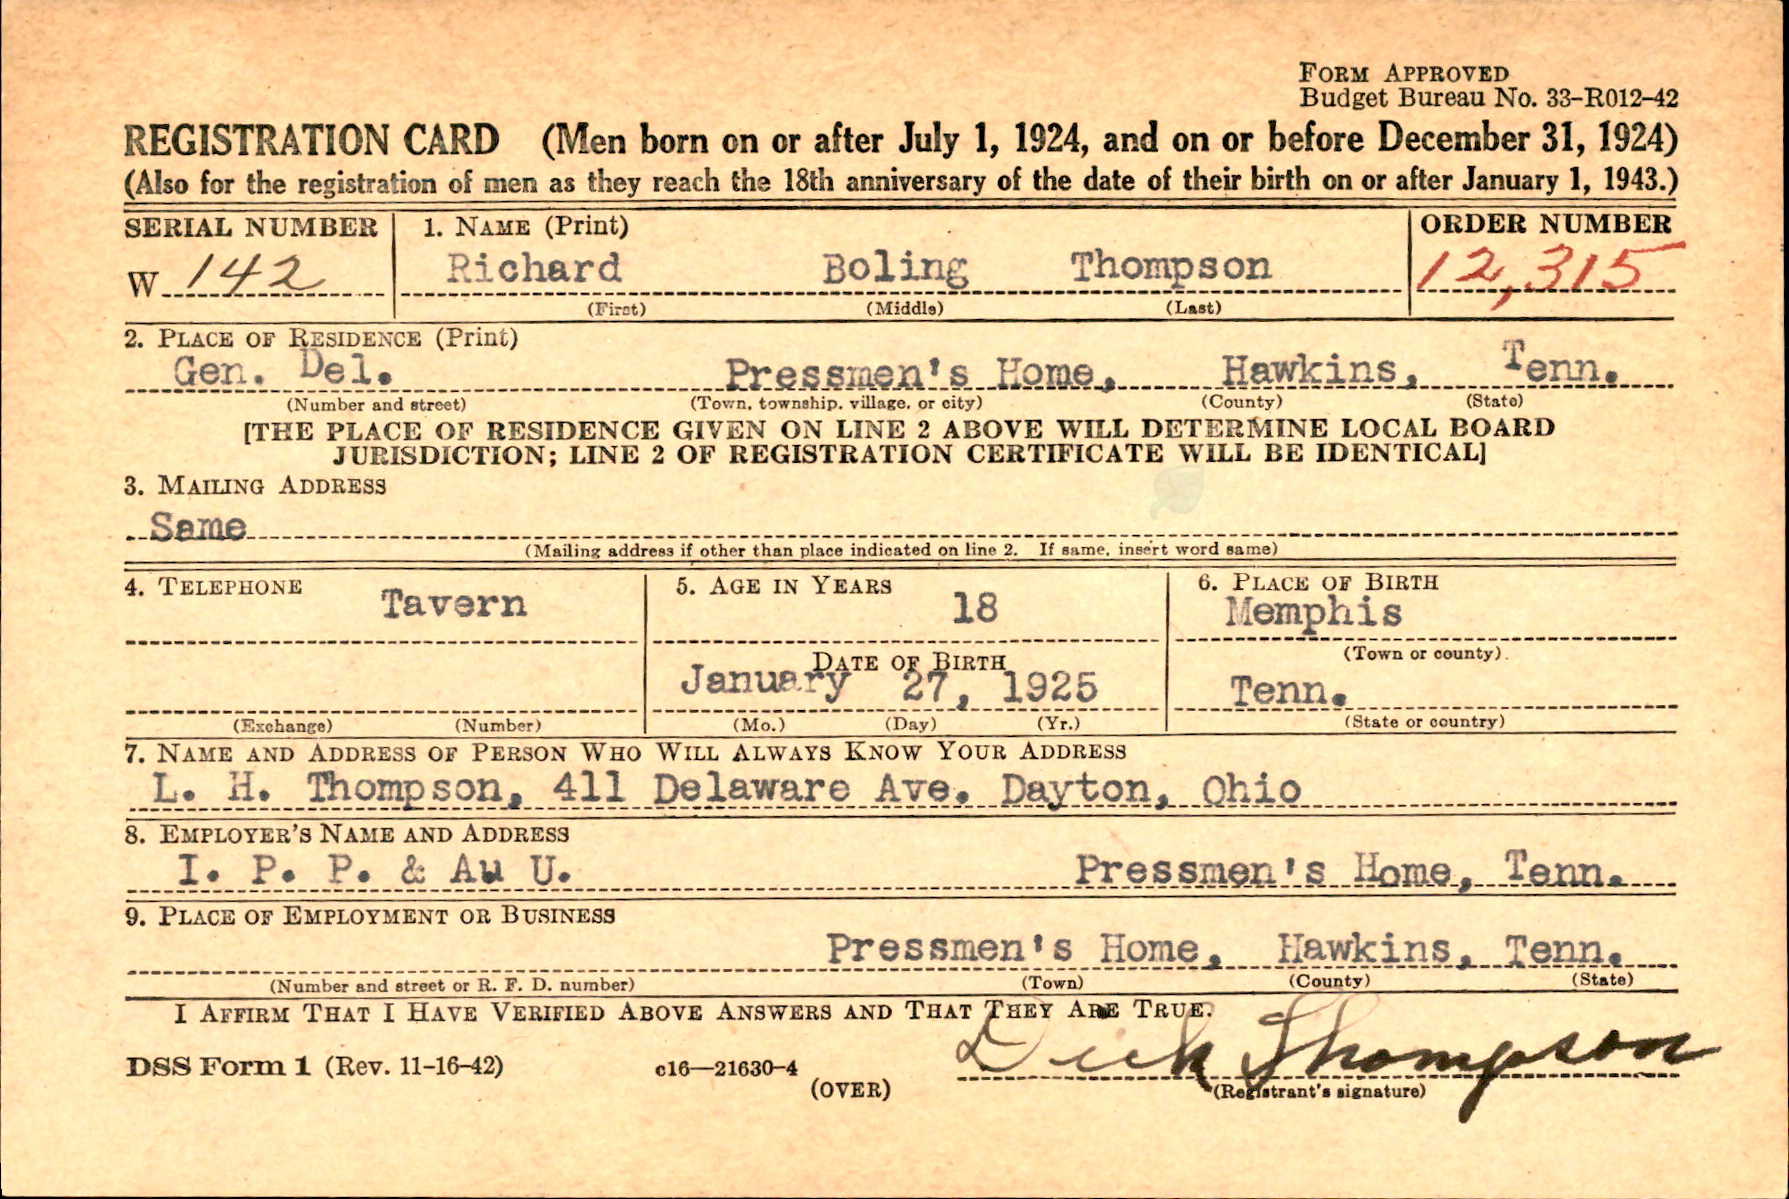 FORM APPROVED
Budget Bureau No. 33-R012-42
REGISTRATION CARD (Men born on or after July 1, 1924, and on or before December 31, 1924)
(Also for the registration of men as they reach the 18th anniversary of the date of their birth on or after January 1, 1943.)
SERIAL NUMBER 1. NAME (Print) ORDER NUMBER
W 142 Richard Boling Thompson 12,315
(First) (Middle) (Last)
2. PLACE OF RESIDENCE (Print)
Gen. Del. Pressmen's Home, Hawkins, Tenn.
(Number and street) (Town, township, village, or city) (County) (State)
[THE PLACE OF RESIDENCE GIVEN ON LINE 2 ABOVE WILL DETERMINE LOCAL BOARD
JURISDICTION; LINE 2 OF REGISTRATION CERTIFICATE WILL BE IDENTICAL]
3. MAILING ADDRESS
Same
(Mailing address if other than place indicated on line 2. If same, insert word same)
4. TELEPHONE 5. AGE IN YEARS 6. PLACE OF BIRTH
Tavern 18 Memphis
(Town or county)
DATE OF BIRTH
January 27, 1925 Tenn.
(Exchange) (Number) (Mo.) (Day) (Yr.) (State or country)
7. NAME AND ADDRESS OF PERSON WHO WILL ALWAYS KNOW YOUR ADDRESS
L. H. Thompson, 411 Delaware Ave. Dayton, Ohio
8. EMPLOYER'S NAME AND ADDRESS
I. P. P. & Au U. Pressmen's Home, Tenn.
9. PLACE OF EMPLOYMENT OR BUSINESS
Pressmen's Home, Hawkins, Tenn.
(Number and street or R. F. D. number) (Town) (County) (State)
I AFFIRM THAT I HAVE VERIFIED ABOVE ANSWERS AND THAT THEY ARE TRUE.
DSS Form 1 (Rev. 11-16-42) c16—21630-4 Dick Thompson
(OVER) (Registrant's signature)